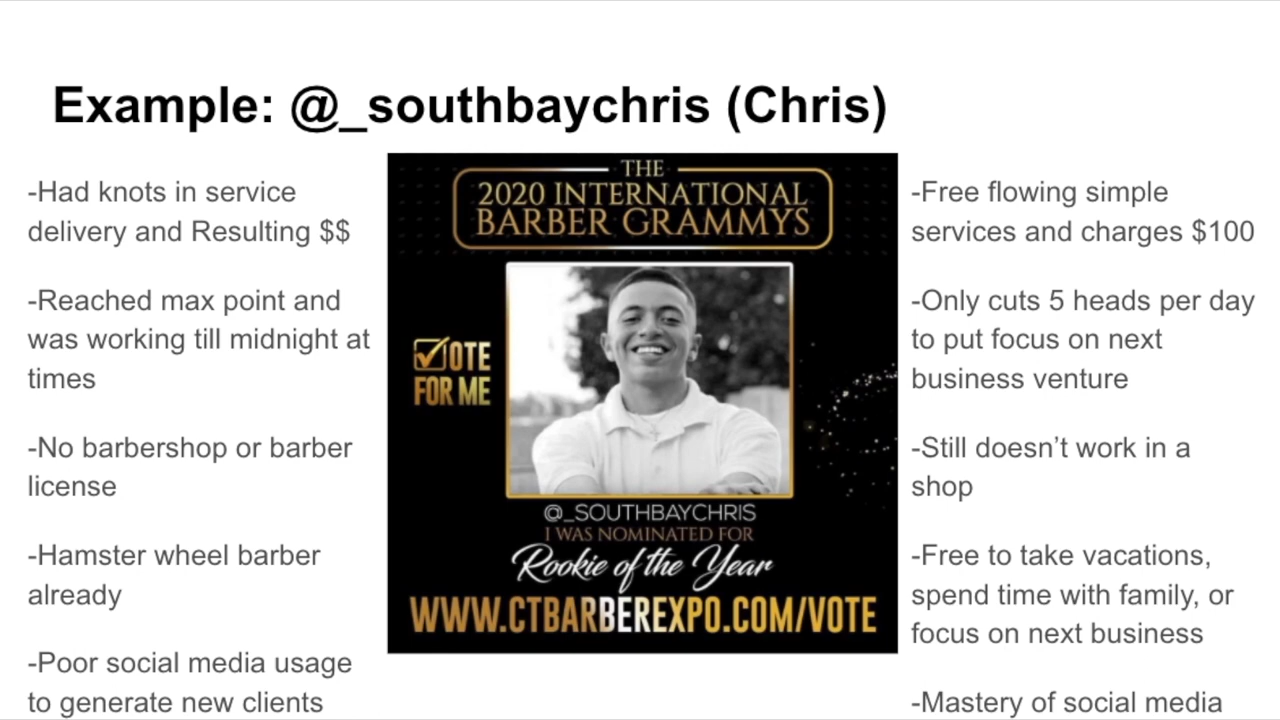 Example: @_southbaychris (Chris)
-Had knots in service
delivery and Resulting $$
-Reached max point and
was working till midnight at
times
-No barbershop or barber
license
-Hamster wheel barber
already
-Poor social media usage
to generate new clients
THE
2020 INTERNATIONAL
BARBER GRAMMYS
VOTE
FOR ME
@_SOUTHBAYCHRIS
I WAS NOMINATED FOR
Rookie of the Year
WWW.CTBARBEREXPO.COM/VOTE
-Free flowing simple
services and charges $100
-Only cuts 5 heads per day
to put focus on next
business venture
-Still doesn’t work in a
shop
-Free to take vacations,
spend time with family, or
focus on next business
-Mastery of social media